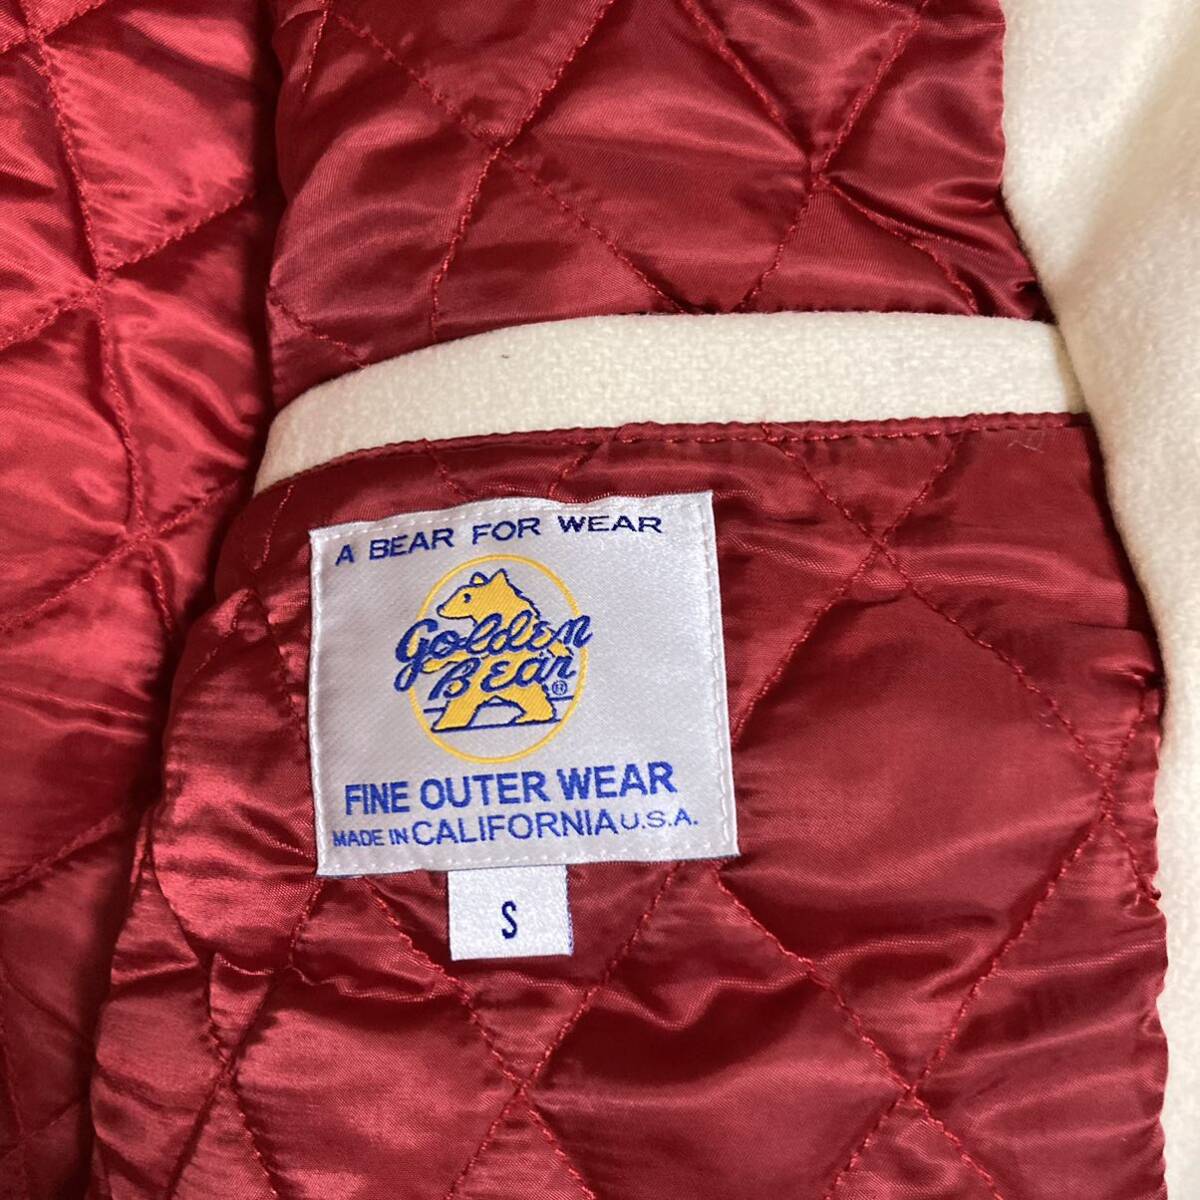 A BEAR FOR WEAR
Golden
BEar®
FINE OUTER WEAR
MADE IN CALIFORNIA U.S.A.
S